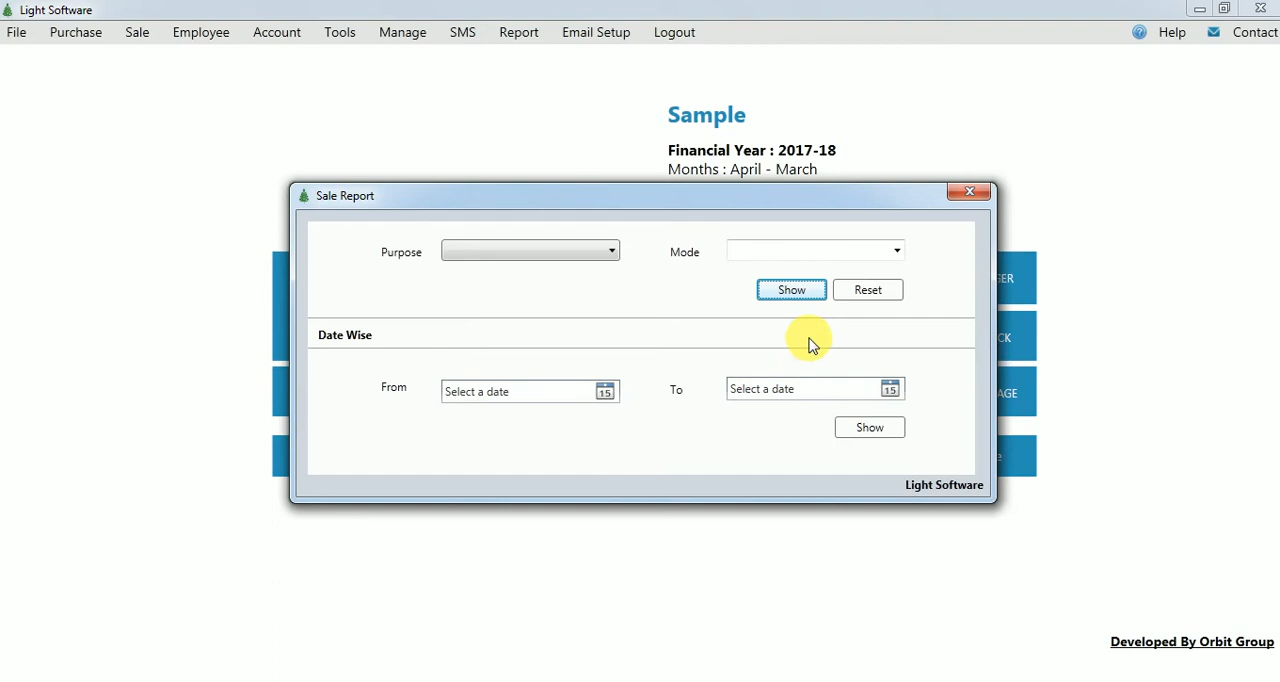 Light Software
File Purchase Sale Employee Account Tools Manage SMS Report Email Setup Logout Help Contact
Sample
Financial Year : 2017-18
Months : April - March
Sale Report
Purpose Mode
Show Reset
Date Wise
From Select a date 15 To Select a date 15
Show
Light Software
Developed By Orbit Group